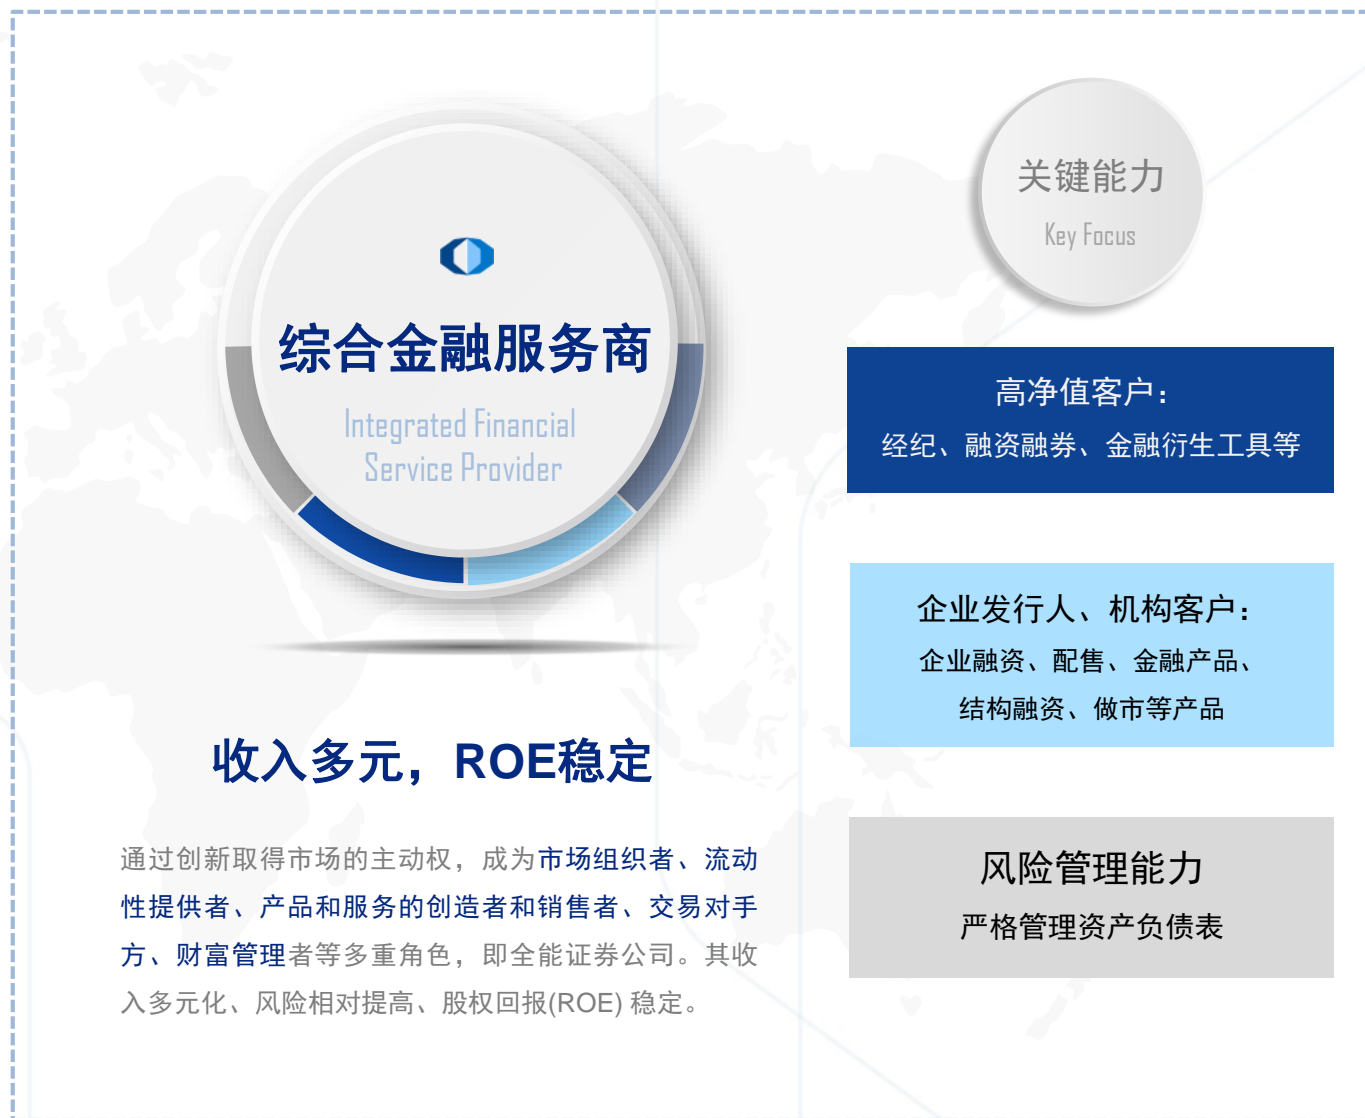 综合金融服务商
Integrated Financial
Service Provider
收入多元，ROE稳定
通过创新取得市场的主动权，成为市场组织者、流动
性提供者、产品和服务的创造者和销售者、交易对手
方、财富管理者等多重角色，即全能证券公司。其收
入多元化、风险相对提高、股权回报(ROE) 稳定。
关键能力
Key Focus
高净值客户：
经纪、融资融券、金融衍生工具等
企业发行人、机构客户：
企业融资、配售、金融产品、
结构融资、做市等产品
风险管理能力
严格管理资产负债表